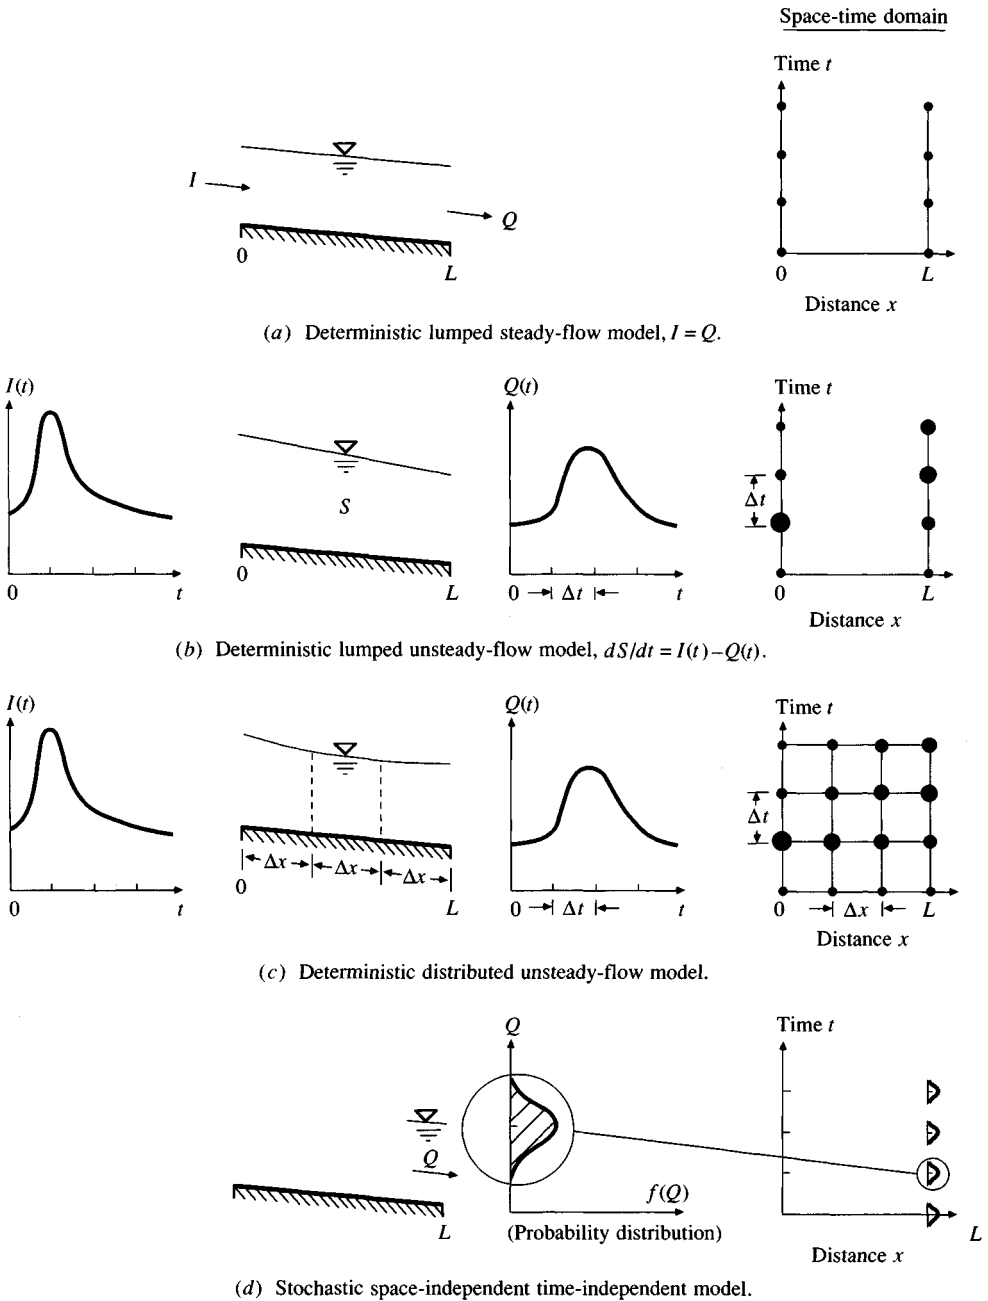 Space-time domain
Time t
I
Q
0
L
0
L
Distance x
(a) Deterministic lumped steady-flow model, I = Q.
I(t)
Q(t)
Time t
S
Δt
0
t
0
L
0
Δt
t
0
L
Distance x
(b) Deterministic lumped unsteady-flow model, dS/dt = I(t)–Q(t).
I(t)
Q(t)
Time t
Δt
Δx
Δx
Δx
0
t
0
L
0
Δt
t
0
Δx
L
Distance x
(c) Deterministic distributed unsteady-flow model.
Q
Time t
Q
f(Q)
L
(Probability distribution)
L
Distance x
(d) Stochastic space-independent time-independent model.